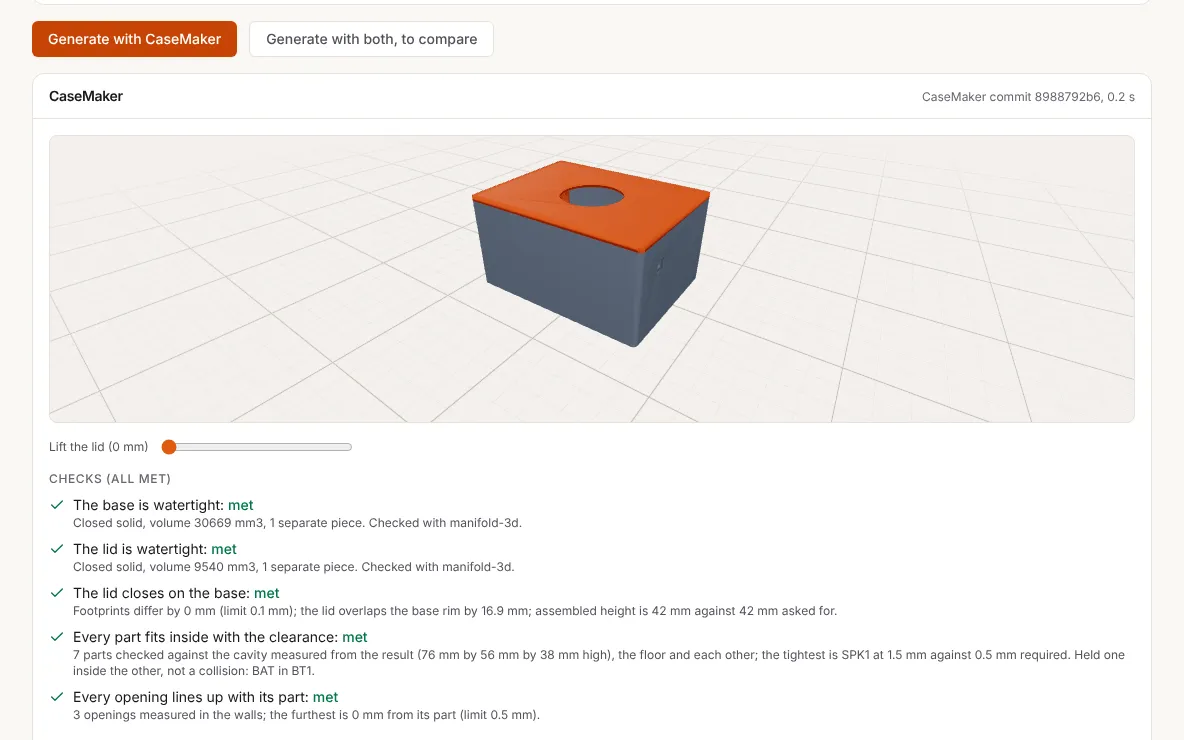 Generate with CaseMaker
Generate with both, to compare
CaseMaker
CaseMaker commit 8988792b6, 0.2 s
Lift the lid (0 mm)
CHECKS (ALL MET)
The base is watertight: met
Closed solid, volume 30669 mm3, 1 separate piece. Checked with manifold-3d.
The lid is watertight: met
Closed solid, volume 9540 mm3, 1 separate piece. Checked with manifold-3d.
The lid closes on the base: met
Footprints differ by 0 mm (limit 0.1 mm); the lid overlaps the base rim by 16.9 mm; assembled height is 42 mm against 42 mm asked for.
Every part fits inside with the clearance: met
7 parts checked against the cavity measured from the result (76 mm by 56 mm by 38 mm high), the floor and each other; the tightest is SPK1 at 1.5 mm against 0.5 mm required. Held one
inside the other, not a collision: BAT in BT1.
Every opening lines up with its part: met
3 openings measured in the walls; the furthest is 0 mm from its part (limit 0.5 mm).